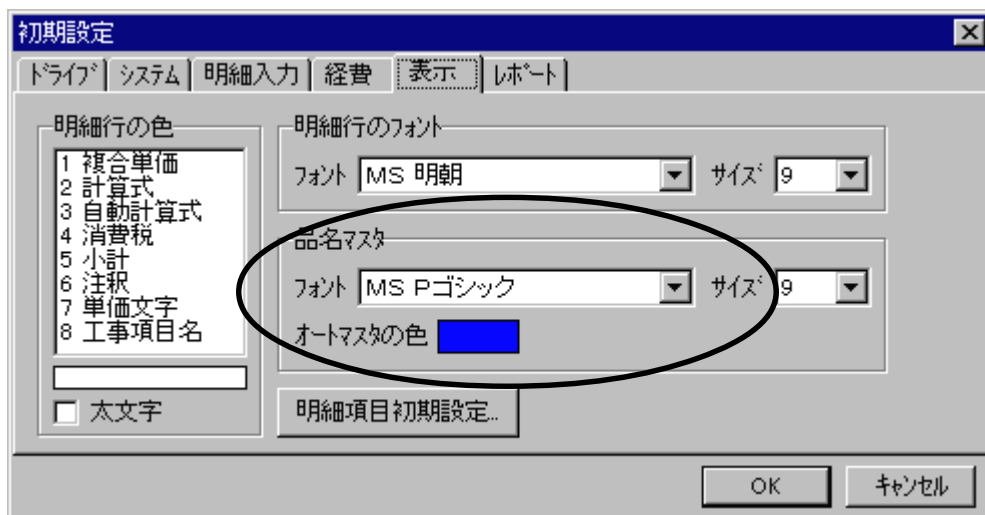 初期設定
ﾄﾞﾗｲﾌﾞ ｼｽﾃﾑ 明細入力 経費 表示 ﾚﾎﾟｰﾄ
明細行の色
1 複合単価
2 計算式
3 自動計算式
4 消費税
5 小計
6 注釈
7 単価文字
8 工事項目名
太文字
明細行のﾌｫﾝﾄ
ﾌｫﾝﾄ MS 明朝 ｻｲｽﾞ 9
品名ﾏｽﾀ
ﾌｫﾝﾄ MS Pゴシック ｻｲｽﾞ 9
ｵｰﾄﾏｽﾀの色
明細項目初期設定...
OK ｷｬﾝｾﾙ